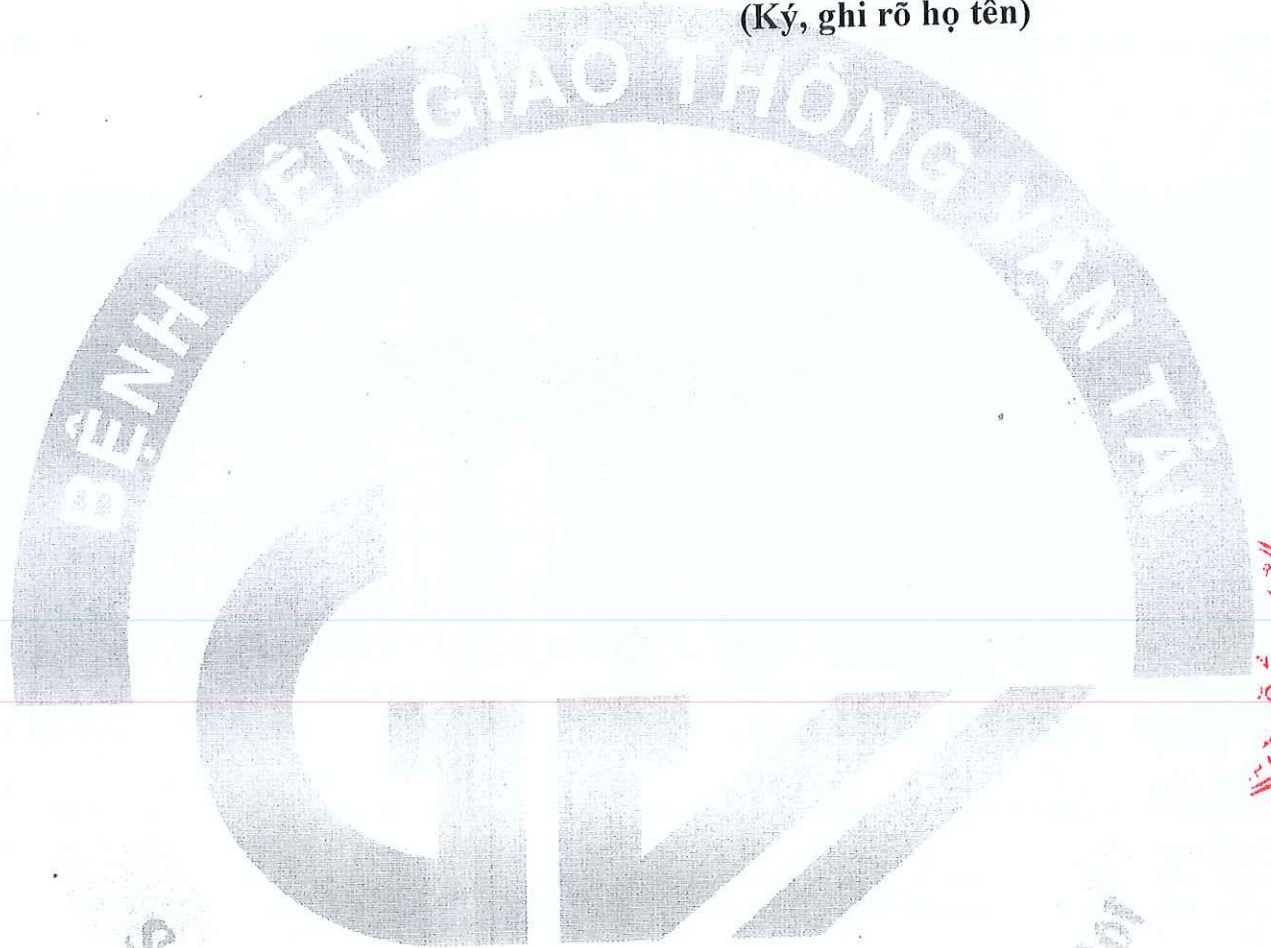 (Ký, ghi rõ họ tên)
BỆNH VIỆN GIAO THÔNG VẬN TẢI